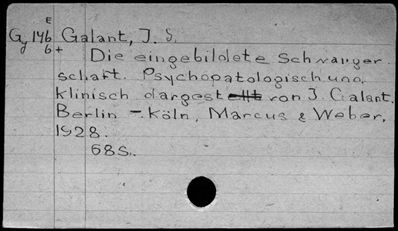 E
Gy 146 Galant, J. S.
6+
Die eingebildete Schwanger-
schaft. Psychopatologisch und
klinisch dargestellt von J. Galant.
Berlin - Köln, Marcus & Weber,
1928.
68S.